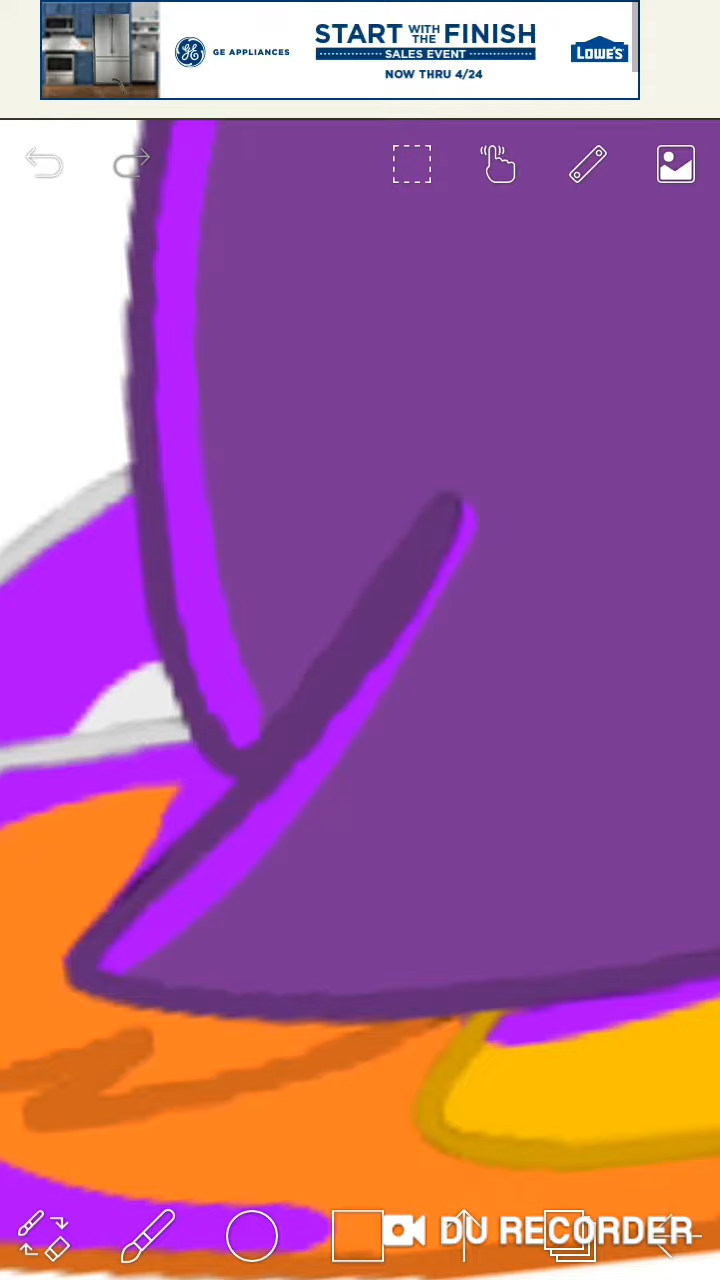 GE APPLIANCES
START WITH THE FINISH
SALES EVENT
NOW THRU 4/24
LOWE'S
DU RECORDER